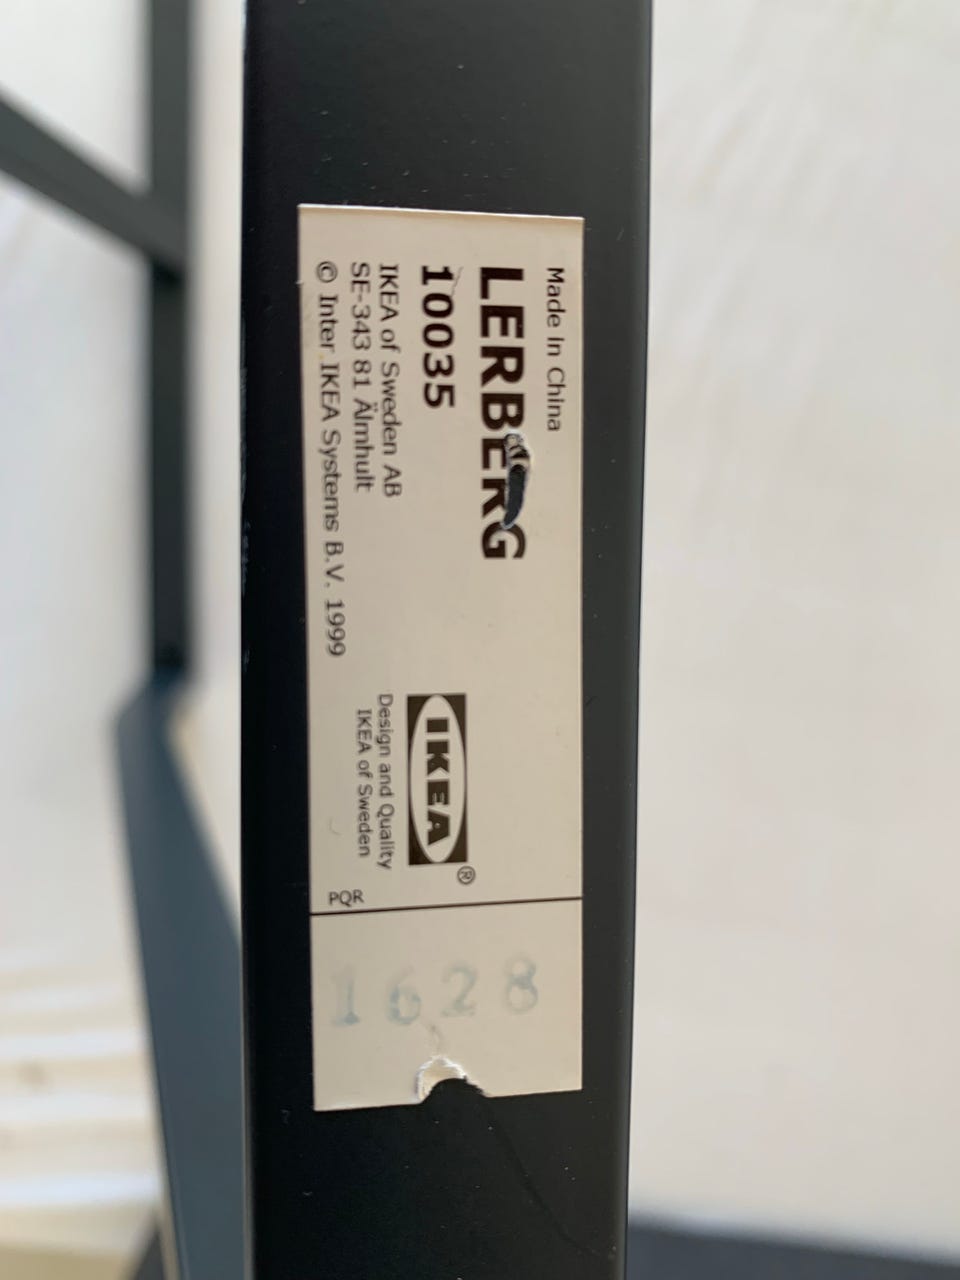 Made in China
LERBERG
10035
IKEA of Sweden AB
SE-343 81 Älmhult
© Inter IKEA Systems B.V. 1999
IKEA®
Design and Quality
IKEA of Sweden
PQR
1628